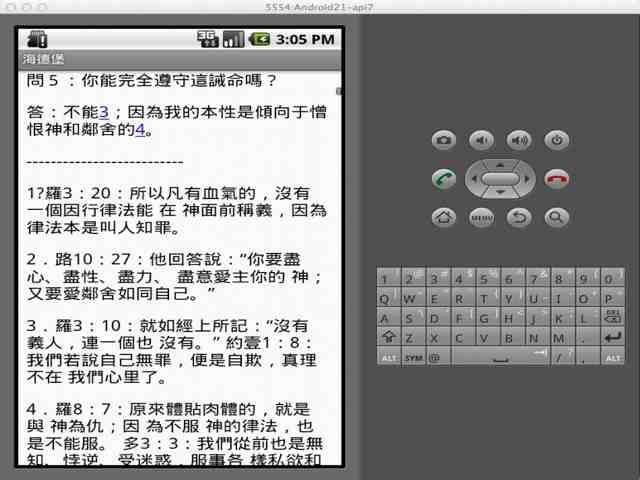 5554:Android21-api7
3G
3:05 PM
海德堡
問 5 ：你能完全遵守這誡命嗎？
答：不能3；因為我的本性是傾向于憎
恨神和鄰舍的4。
--------------------------
1?羅3：20：所以凡有血氣的，沒有
一個因行律法能 在 神面前稱義，因為
律法本是叫人知罪。
2．路10：27：他回答說：“你要盡
心、盡性、盡力、 盡意愛主你的 神；
又要愛鄰舍如同自己。”
3．羅3：10：就如經上所記：“沒有
義人，連一個也 沒有。” 約壹1：8：
我們若說自己無罪，便是自欺，真理
不在 我們心里了。
4．羅8：7：原來體貼肉體的，就是
與 神為仇；因 為不服 神的律法，也
是不能服。 多3：3：我們從前也是無
知、悖逆、受迷惑，服事各 樣私欲和
MENU
1 2 3 4 5 6 7 8 9 0
Q W E R T Y U I O P
A S D F G H J K L DEL
Z X C V B N M .
ALT SYM @ / , ALT